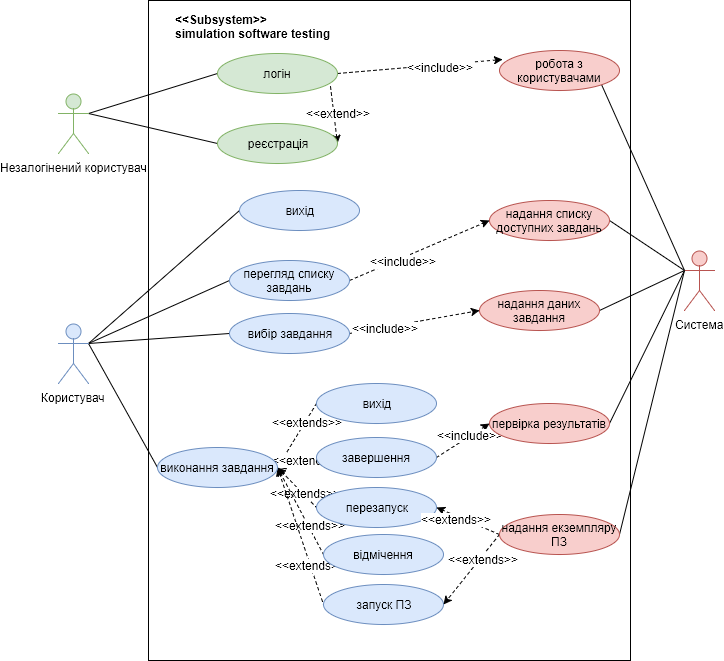 <<Subsystem>>
simulation software testing
логін
<<include>>
робота з
користувачами
<<extend>>
реєстрація
Незалогінений користувач
вихід
надання списку
доступних завдань
<<include>>
перегляд списку
завдань
надання даних
завдання
<<include>>
вибір завдання
Система
Користувач
вихід
<<extends>>
первірка результатів
<<include>>
завершення
<<exten
виконання завдання
<<extends>
перезапуск
<<extends>>
<<extends>
надання екземпляру
ПЗ
відмічення
<<extends>>
<<extends
запуск ПЗ